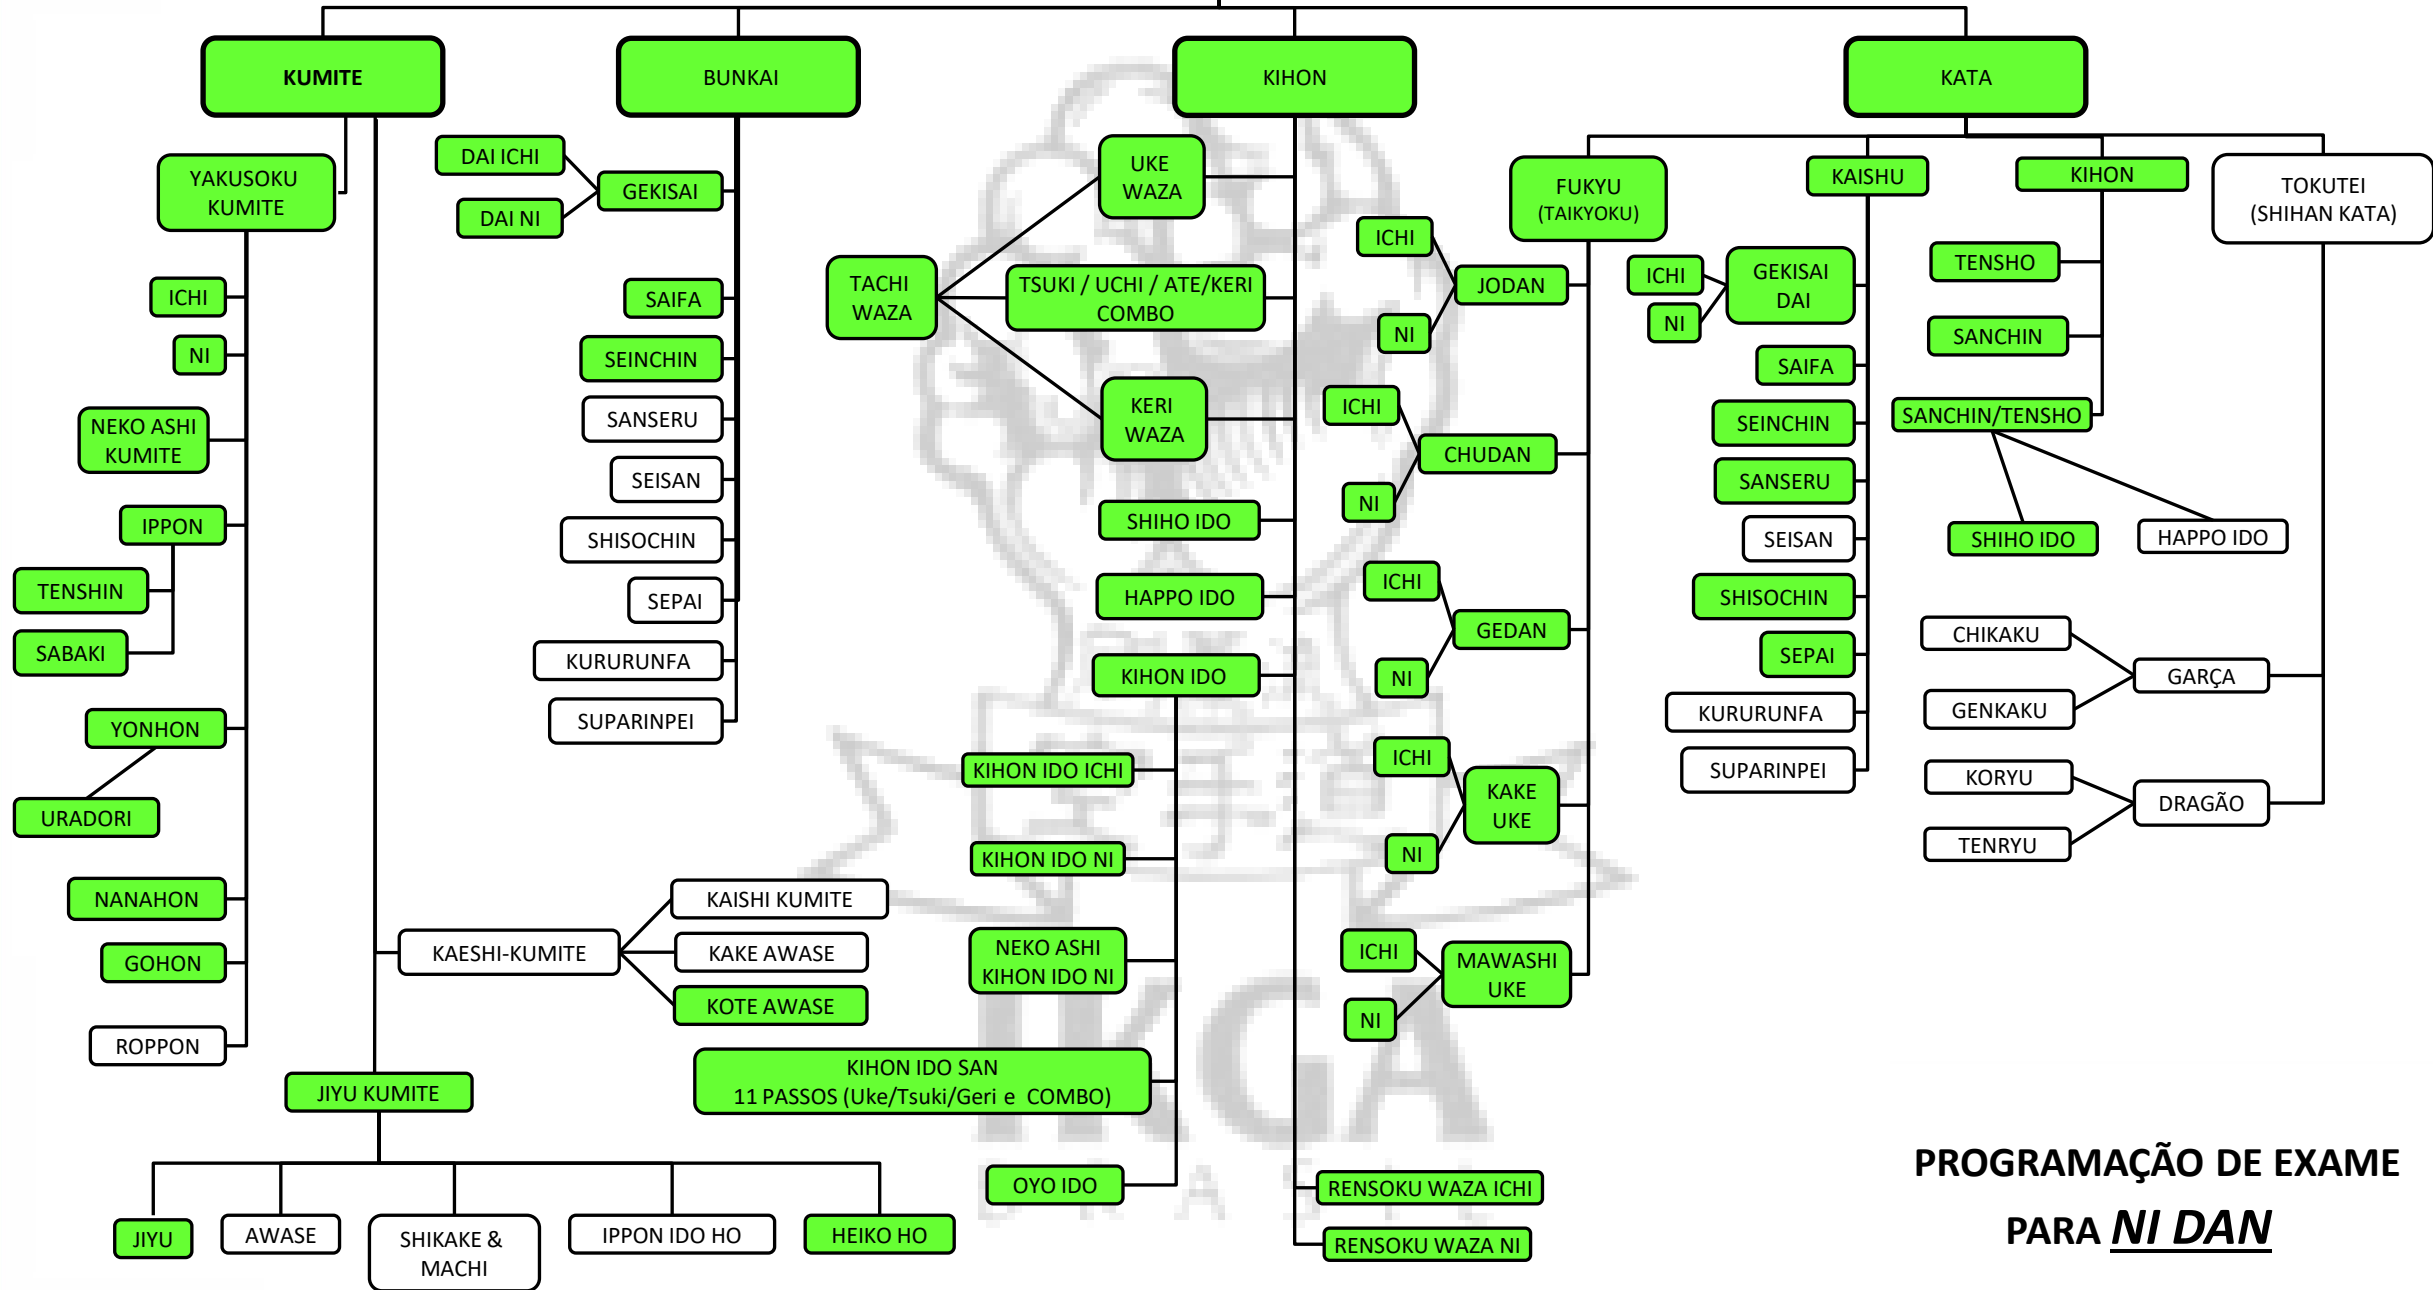 KUMITE
BUNKAI
KIHON
KATA
YAKUSOKU
KUMITE
ICHI
NI
NEKO ASHI
KUMITE
IPPON
TENSHIN
SABAKI
YONHON
URADORI
NANAHON
GOHON
ROPPON
KAESHI-KUMITE
KAISHI KUMITE
KAKE AWASE
KOTE AWASE
JIYU KUMITE
JIYU
AWASE
SHIKAKE &
MACHI
IPPON IDO HO
HEIKO HO
DAI ICHI
DAI NI
GEKISAI
SAIFA
SEINCHIN
SANSERU
SEISAN
SHISOCHIN
SEPAI
KURURUNFA
SUPARINPEI
TACHI
WAZA
UKE
WAZA
TSUKI / UCHI / ATE/KERI
COMBO
KERI
WAZA
SHIHO IDO
HAPPO IDO
KIHON IDO
KIHON IDO ICHI
KIHON IDO NI
NEKO ASHI
KIHON IDO NI
KIHON IDO SAN
11 PASSOS (Uke/Tsuki/Geri e  COMBO)
OYO IDO
RENSOKU WAZA ICHI
RENSOKU WAZA NI
FUKYU
(TAIKYOKU)
ICHI
NI
JODAN
ICHI
NI
CHUDAN
ICHI
NI
GEDAN
ICHI
NI
KAKE
UKE
ICHI
NI
MAWASHI
UKE
KAISHU
ICHI
NI
GEKISAI
DAI
SAIFA
SEINCHIN
SANSERU
SEISAN
SHISOCHIN
SEPAI
KURURUNFA
SUPARINPEI
KIHON
TENSHO
SANCHIN
SANCHIN/TENSHO
SHIHO IDO
HAPPO IDO
TOKUTEI
(SHIHAN KATA)
CHIKAKU
GENKAKU
GARÇA
KORYU
TENRYU
DRAGÃO
IKGA
PROGRAMAÇÃO DE EXAME
PARA NI DAN